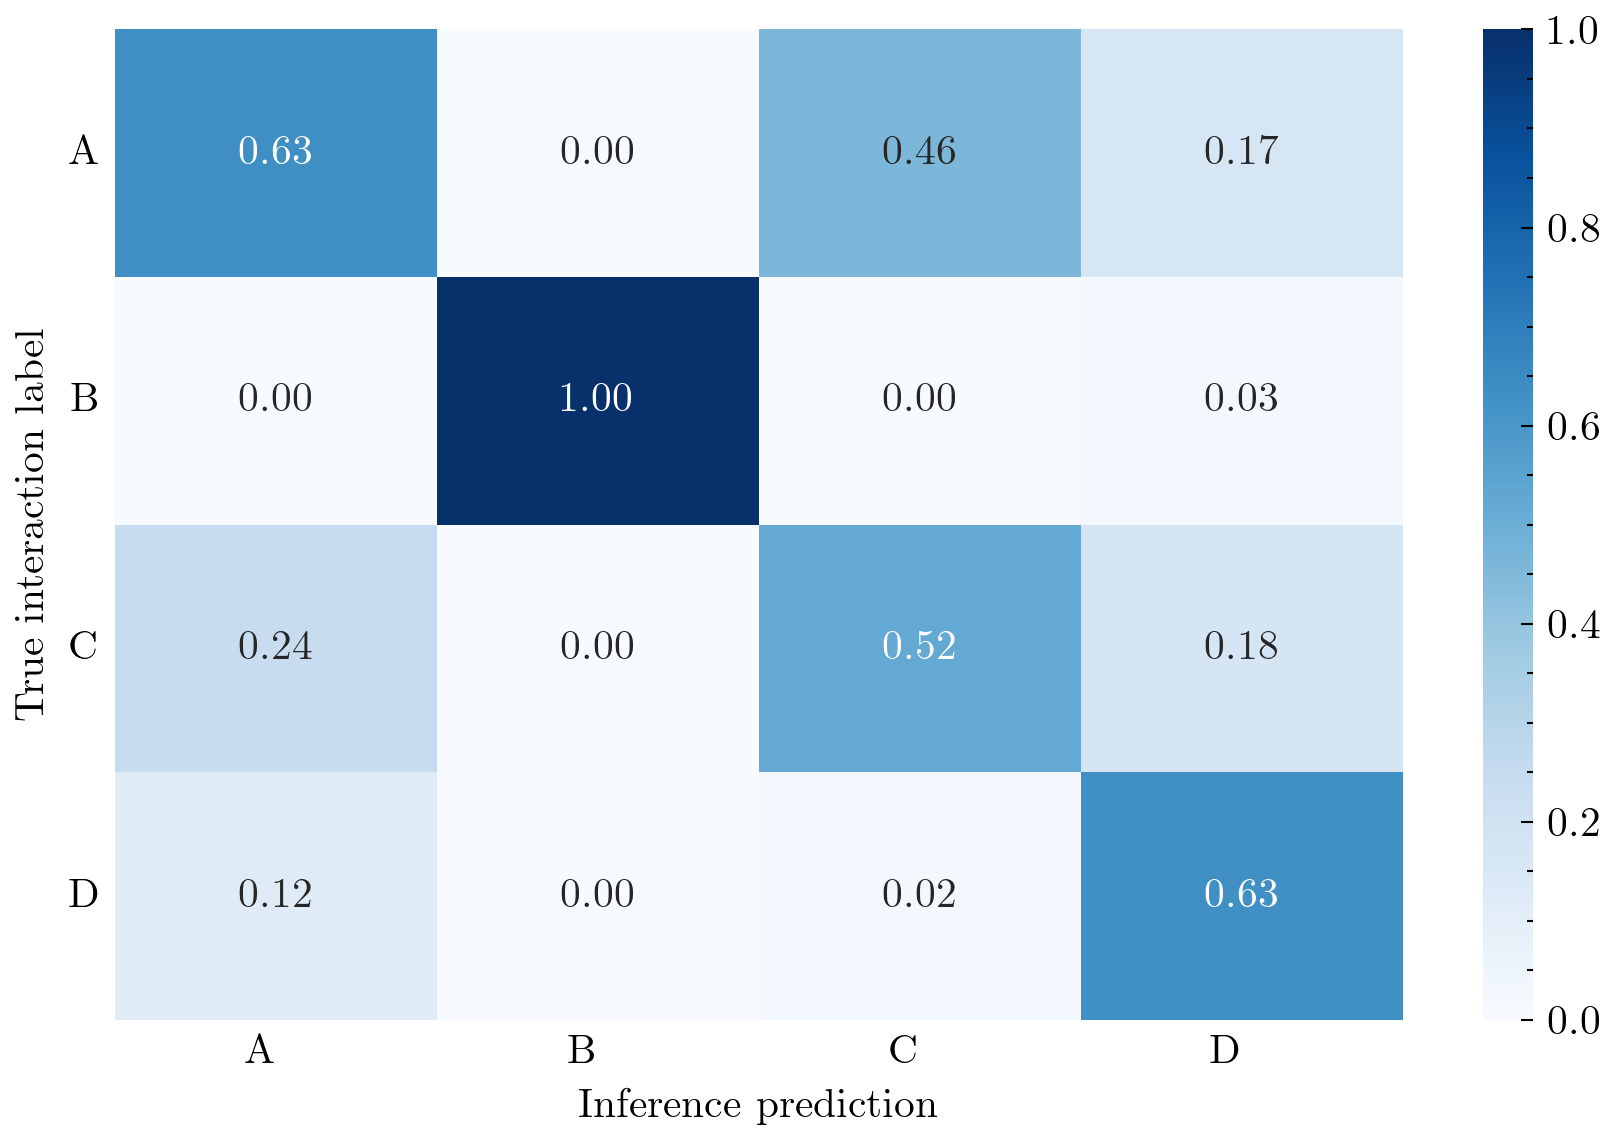 True interaction label
A
0.63 0.00 0.46 0.17
B
0.00 1.00 0.00 0.03
C
0.24 0.00 0.52 0.18
D
0.12 0.00 0.02 0.63
A B C D
Inference prediction
1.0
0.8
0.6
0.4
0.2
0.0